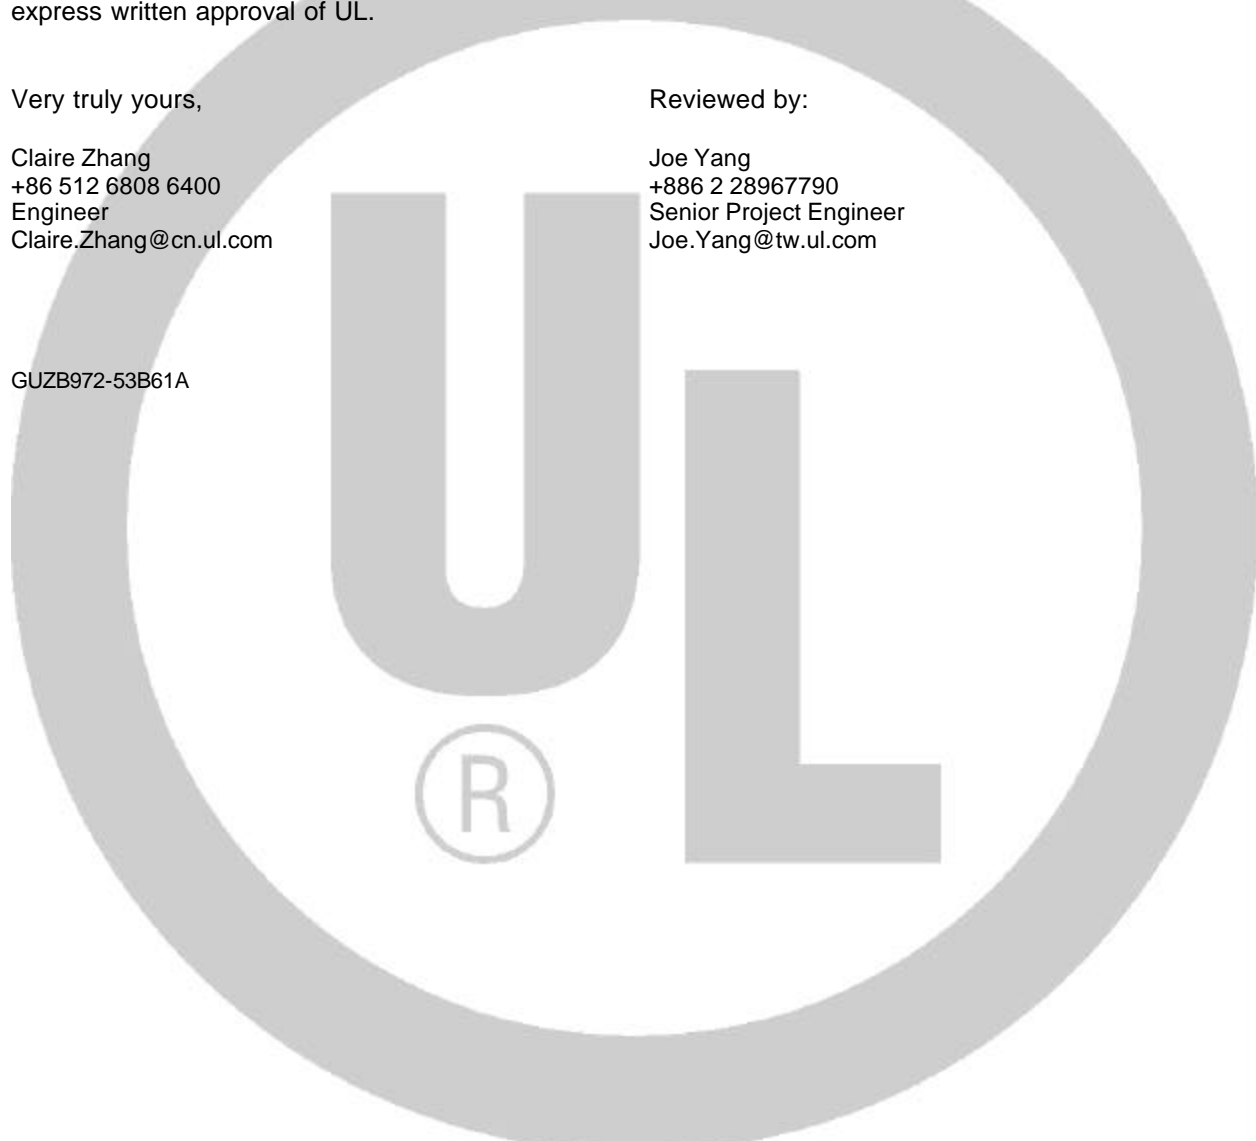 express written approval of UL.
Very truly yours,
Reviewed by:
Claire Zhang
+86 512 6808 6400
Engineer
Claire.Zhang@cn.ul.com
Joe Yang
+886 2 28967790
Senior Project Engineer
Joe.Yang@tw.ul.com
GUZB972-53B61A
UL
®